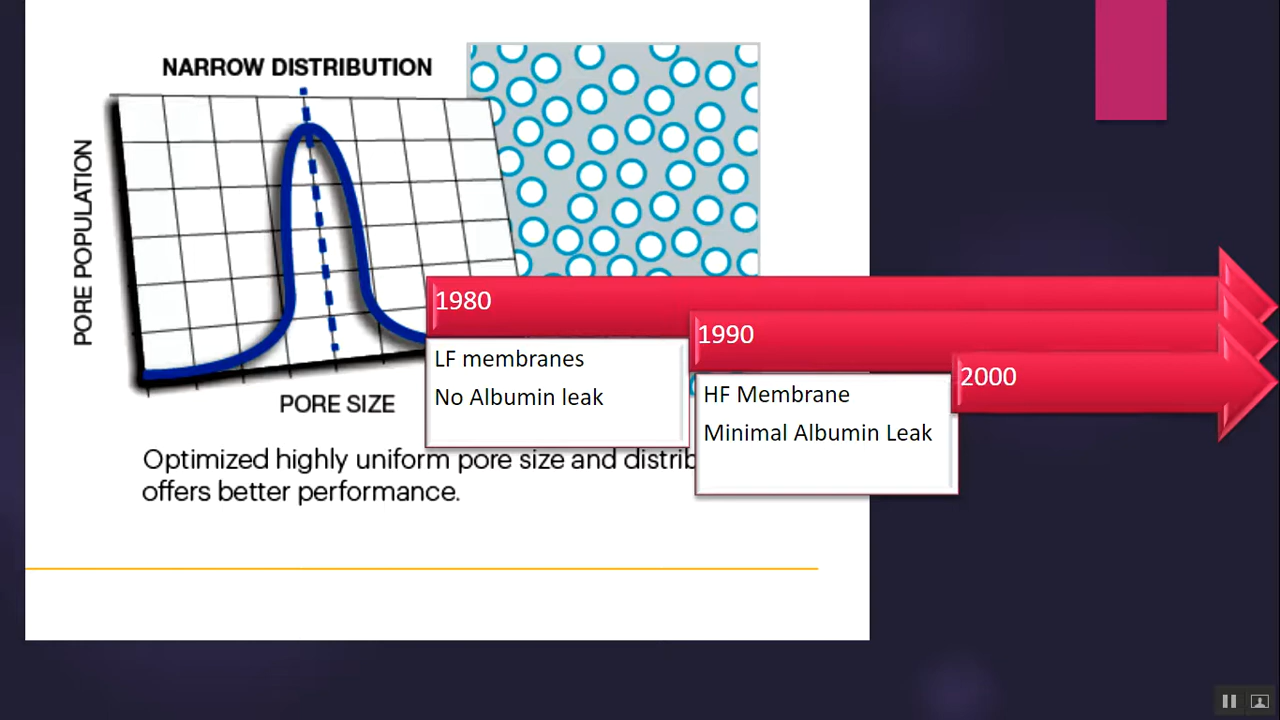 NARROW DISTRIBUTION
PORE POPULATION
PORE SIZE
Optimized highly uniform pore size and distrib
offers better performance.
1980
LF membranes
No Albumin leak
1990
HF Membrane
Minimal Albumin Leak
2000